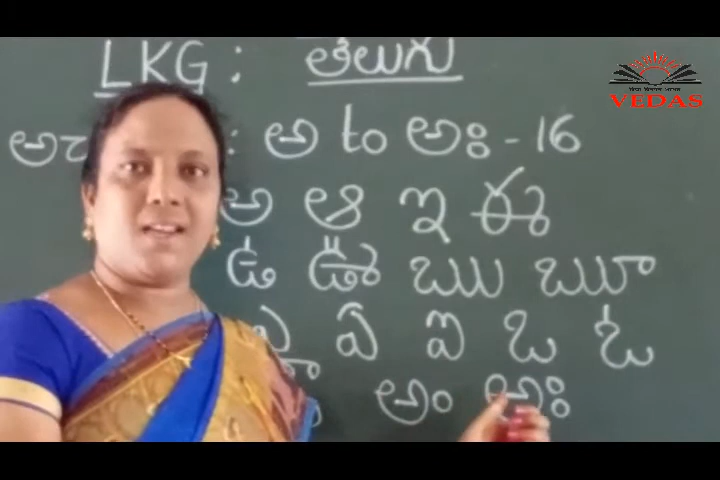 LKG : తెలుగు
: అ to అః - 16
అ ఆ ఇ ఈ
ఉ ఊ ఋ ౠ
ఏ ఐ ఒ ఓ
అం అః
VEDAS